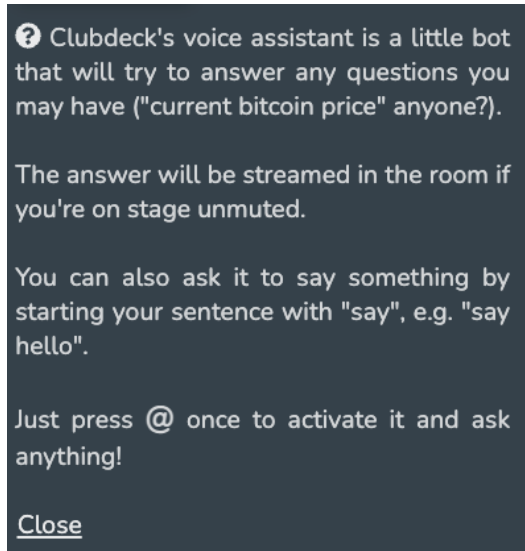 Clubdeck's voice assistant is a little bot
that will try to answer any questions you
may have ("current bitcoin price" anyone?).
The answer will be streamed in the room if
you're on stage unmuted.
You can also ask it to say something by
starting your sentence with "say", e.g. "say
hello".
Just press @ once to activate it and ask
anything!
Close